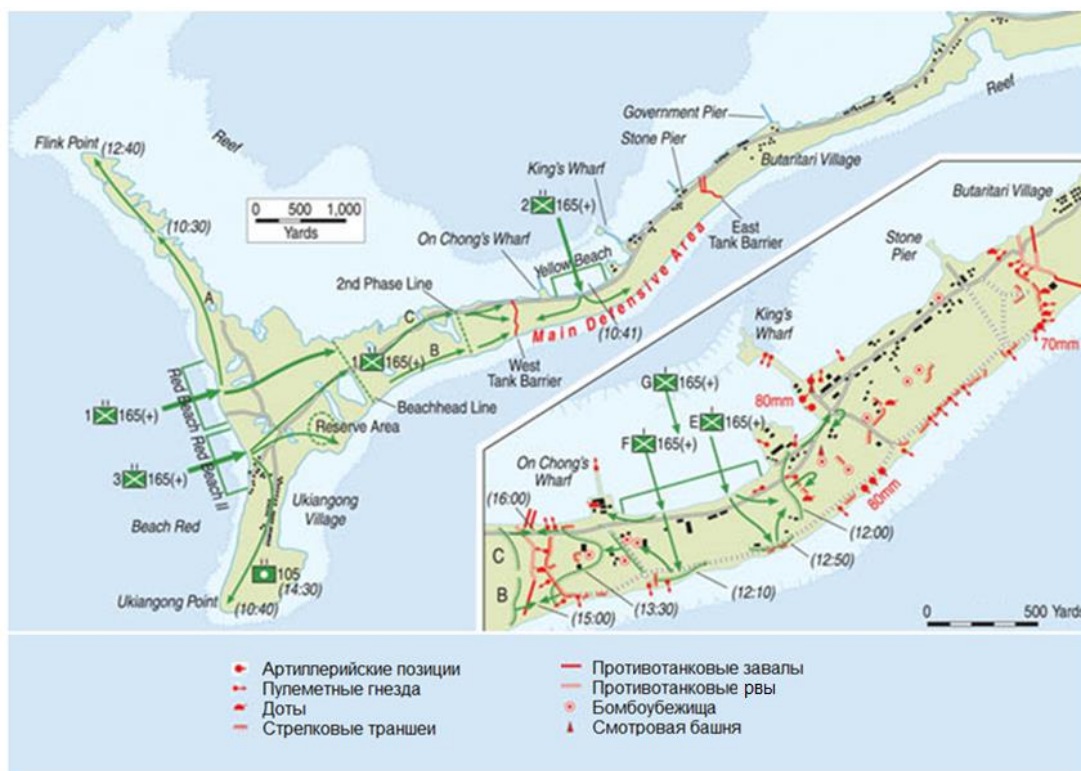 Flink Point
(12:40)
Reef
(10:30)
0 500 1,000
Yards
A
Government Pier
Stone Pier
King's Wharf
2 165(+)
On Chong's Wharf
Yellow Beach
2nd Phase Line
Butaritari Village
Reef
East
Tank Barrier
Main Defensive Area
(10:41)
C
B
1 165(+)
West
Tank Barrier
Beachhead Line
Reserve Area
Red Beach
Red Beach II
1 165(+)
3 165(+)
Beach Red
Ukiangong
Village
105
(14:30)
Ukiangong Point
(10:40)
Butaritari Village
Stone
Pier
King's
Wharf
70mm
80mm
G 165(+)
E 165(+)
F 165(+)
On Chong's
Wharf
80mm
(16:00)
(12:00)
(12:50)
(12:10)
(13:30)
(15:00)
C
B
0 500
Yards
Артиллерийские позиции
Пулеметные гнезда
Доты
Стрелковые траншеи
Противотанковые завалы
Противотанковые рвы
Бомбоубежища
Смотровая башня